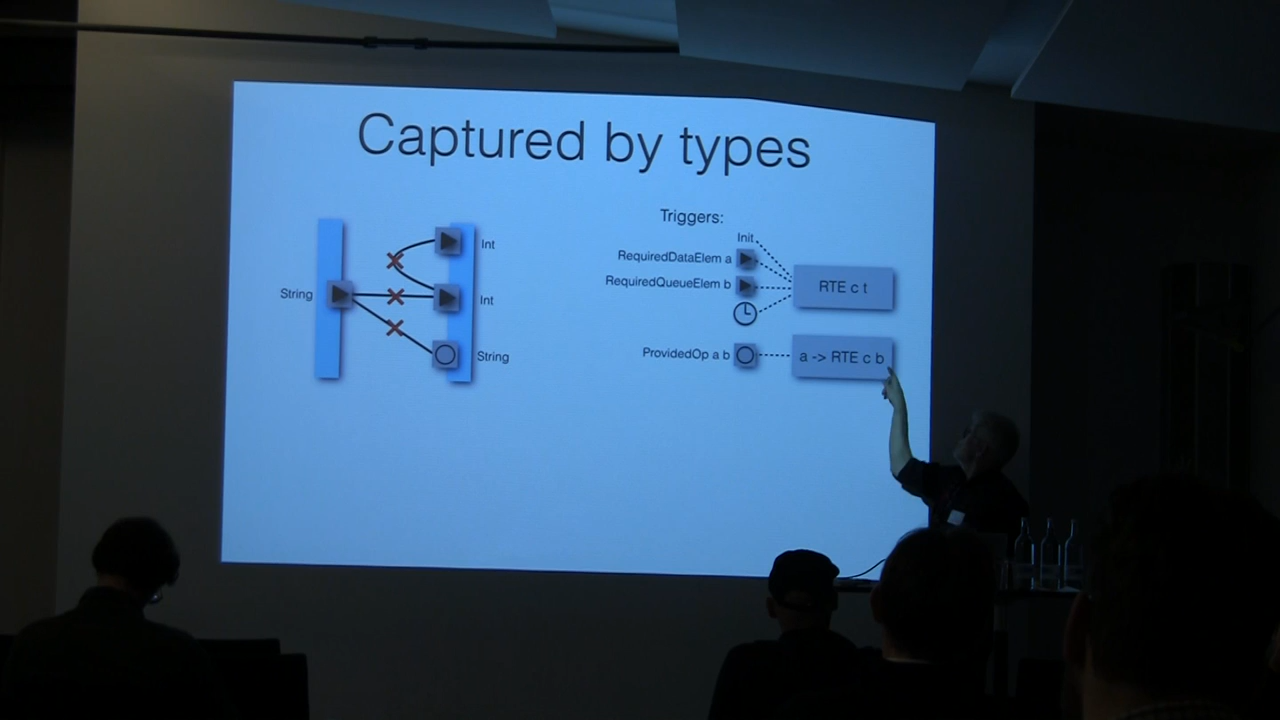 Captured by types
String
Int
Int
String
Triggers:
Init
RequiredDataElem a
RequiredQueueElem b
RTE c t
ProvidedOp a b
a -> RTE c b